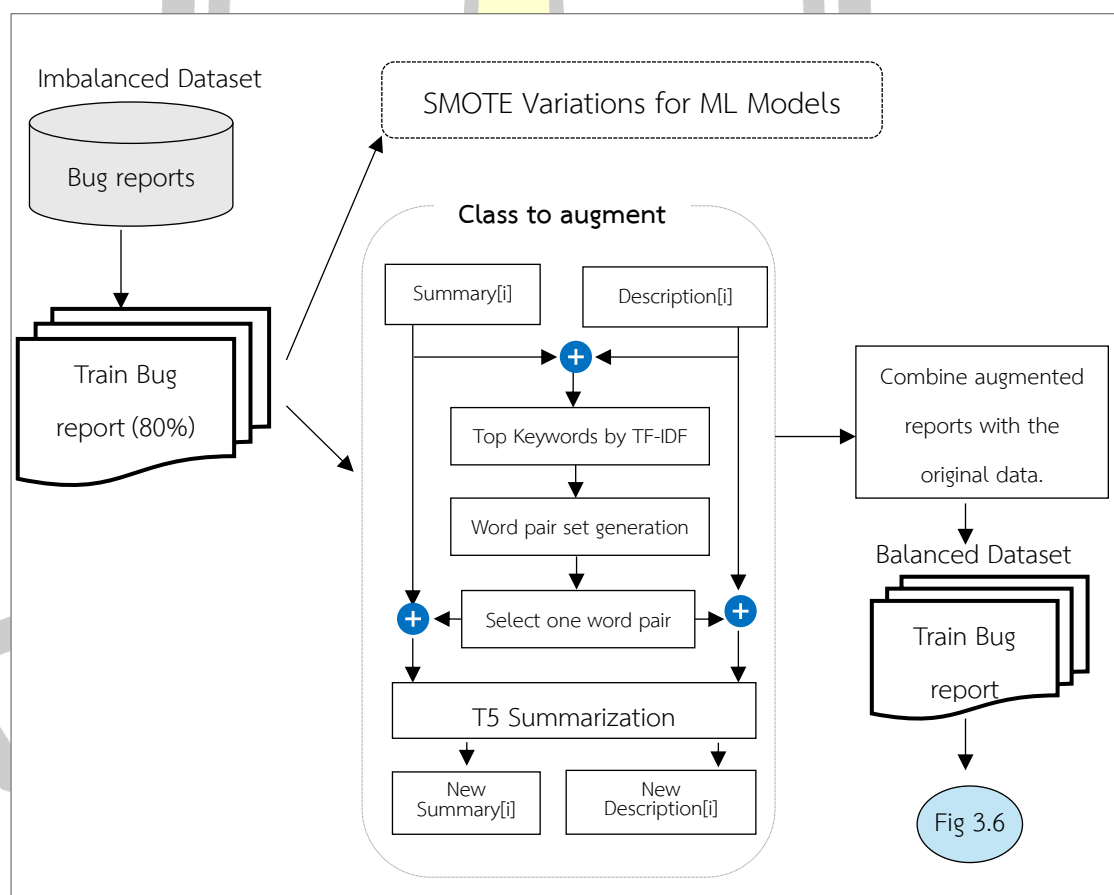 Imbalanced Dataset
Bug reports
Train Bug
report (80%)
SMOTE Variations for ML Models
Class to augment
Summary[i]
Description[i]
+
Top Keywords by TF-IDF
Word pair set generation
Select one word pair
+
+
T5 Summarization
New
Summary[i]
New
Description[i]
Combine augmented
reports with the
original data.
Balanced Dataset
Train Bug
report
Fig 3.6